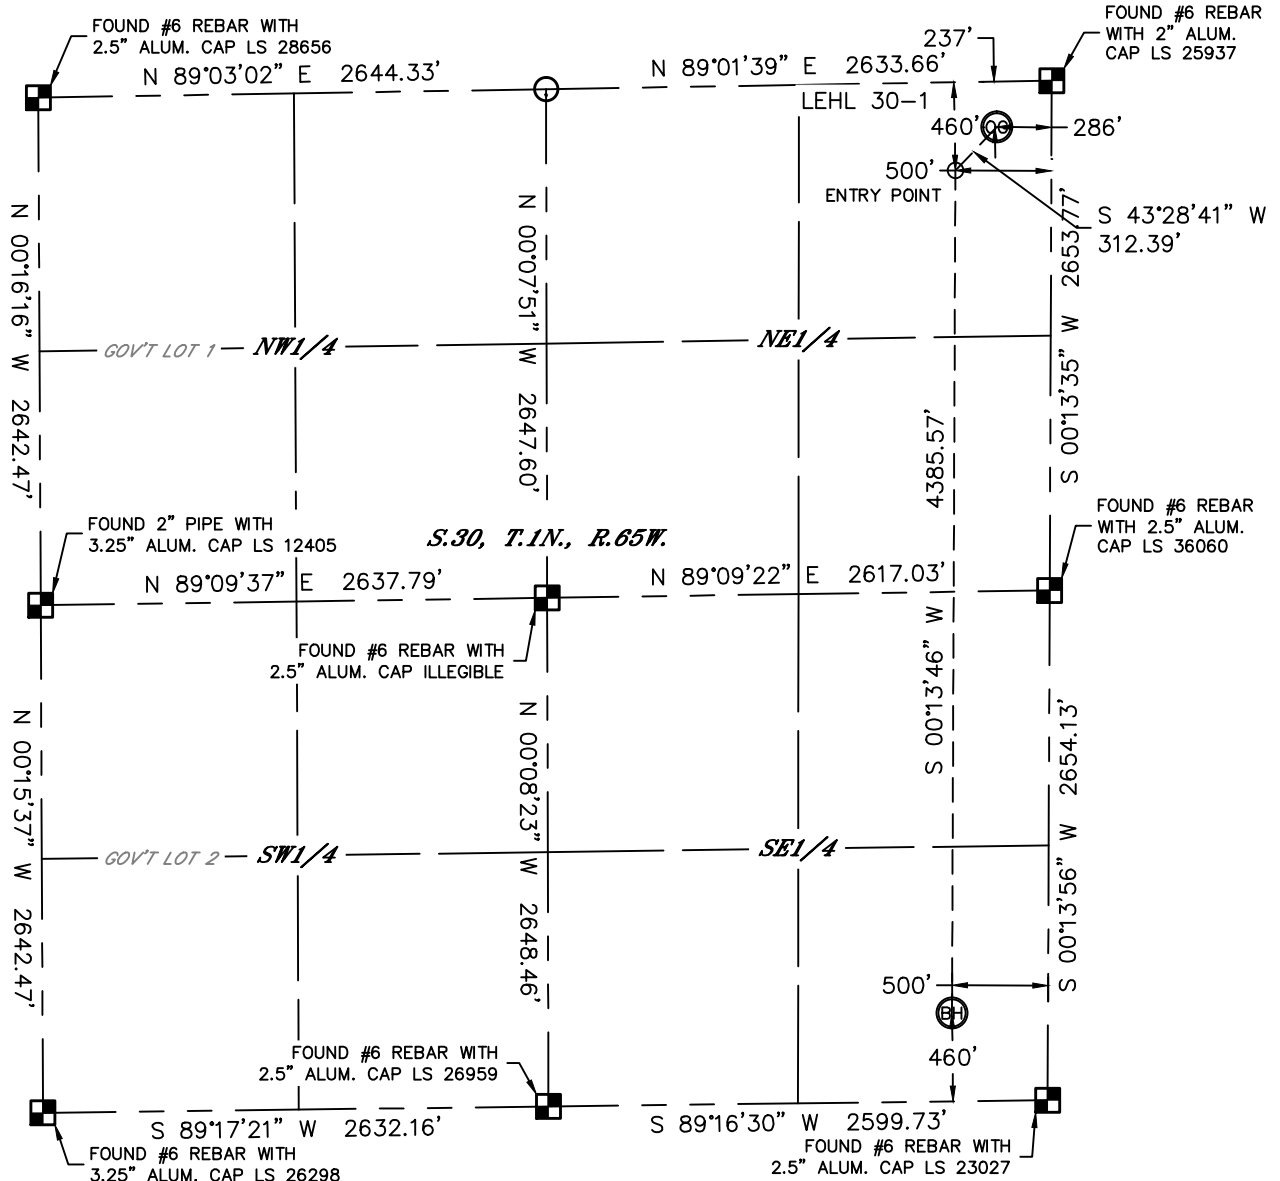 FOUND #6 REBAR WITH
2.5" ALUM. CAP LS 28656
FOUND #6 REBAR
WITH 2" ALUM.
CAP LS 25937
N 89°03'02" E 2644.33'
N 89°01'39" E 2633.66'
237'
LEHL 30-1
460'
OG
286'
500'
ENTRY POINT
S 43°28'41" W
312.39'
N 00°16'16" W 2642.47'
N 00°07'51" W 2647.60'
S 00°13'35" W 2653.77'
GOV'T LOT 1
NW1/4
NE1/4
4385.57'
S 00°13'46" W
FOUND #6 REBAR
WITH 2.5" ALUM.
CAP LS 36060
FOUND 2" PIPE WITH
3.25" ALUM. CAP LS 12405
S.30, T.1N., R.65W.
N 89°09'37" E 2637.79'
N 89°09'22" E 2617.03'
FOUND #6 REBAR WITH
2.5" ALUM. CAP ILLEGIBLE
N 00°15'37" W 2642.47'
N 00°08'23" W 2648.46'
S 00°13'56" W 2654.13'
GOV'T LOT 2
SW1/4
SE1/4
500'
BH
460'
FOUND #6 REBAR WITH
2.5" ALUM. CAP LS 26959
S 89°17'21" W 2632.16'
S 89°16'30" W 2599.73'
FOUND #6 REBAR WITH
3.25" ALUM. CAP LS 26298
FOUND #6 REBAR WITH
2.5" ALUM. CAP LS 23027